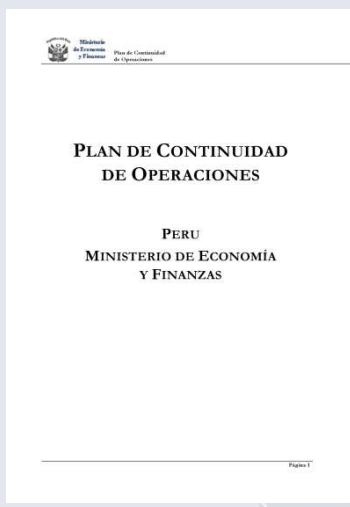 Ministerio
de Economía
y Finanzas
Plan de Continuidad
de Operaciones
PLAN DE CONTINUIDAD
DE OPERACIONES
PERU
MINISTERIO DE ECONOMÍA
Y FINANZAS
Página 1